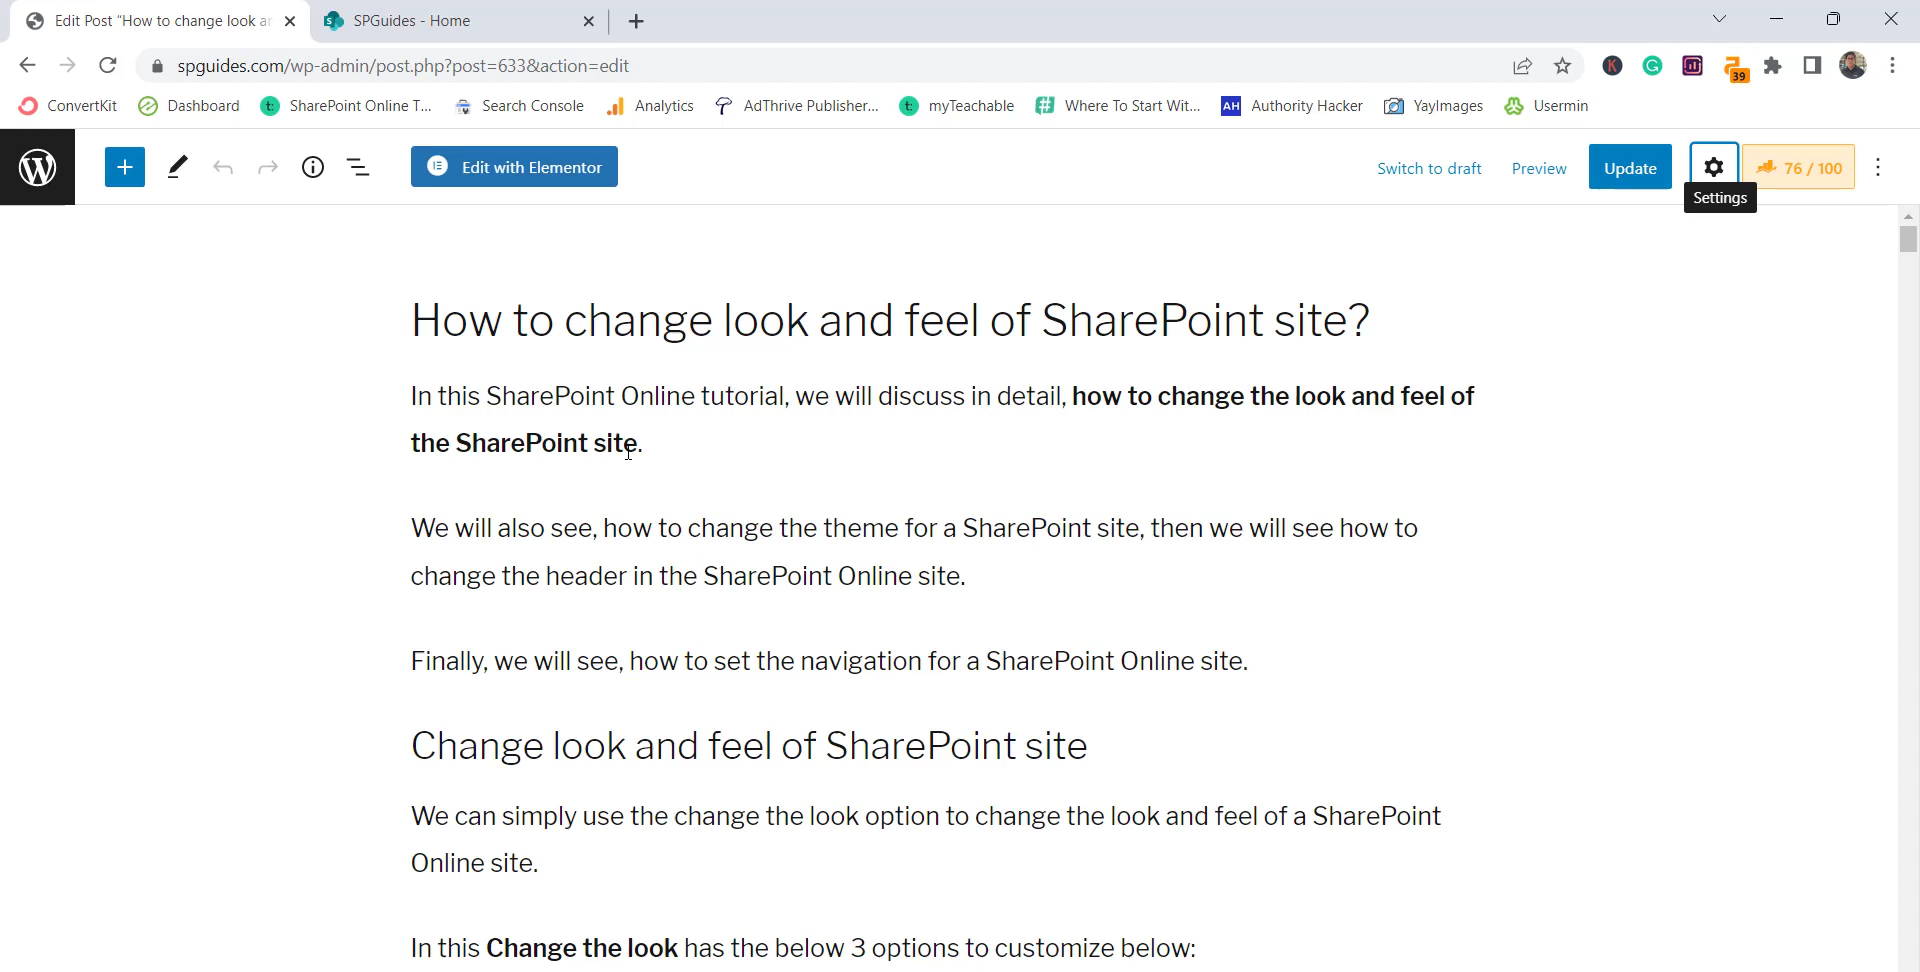 Edit Post "How to change look ar
SPGuides - Home
spguides.com/wp-admin/post.php?post=633&action=edit
39
ConvertKit Dashboard SharePoint Online T... Search Console Analytics AdThrive Publisher... myTeachable Where To Start Wit... AH Authority Hacker YayImages Usermin
Edit with Elementor Switch to draft Preview Update 76 / 100
Settings
How to change look and feel of SharePoint site?
In this SharePoint Online tutorial, we will discuss in detail, how to change the look and feel of
the SharePoint site.
We will also see, how to change the theme for a SharePoint site, then we will see how to
change the header in the SharePoint Online site.
Finally, we will see, how to set the navigation for a SharePoint Online site.
Change look and feel of SharePoint site
We can simply use the change the look option to change the look and feel of a SharePoint
Online site.
In this Change the look has the below 3 options to customize below: